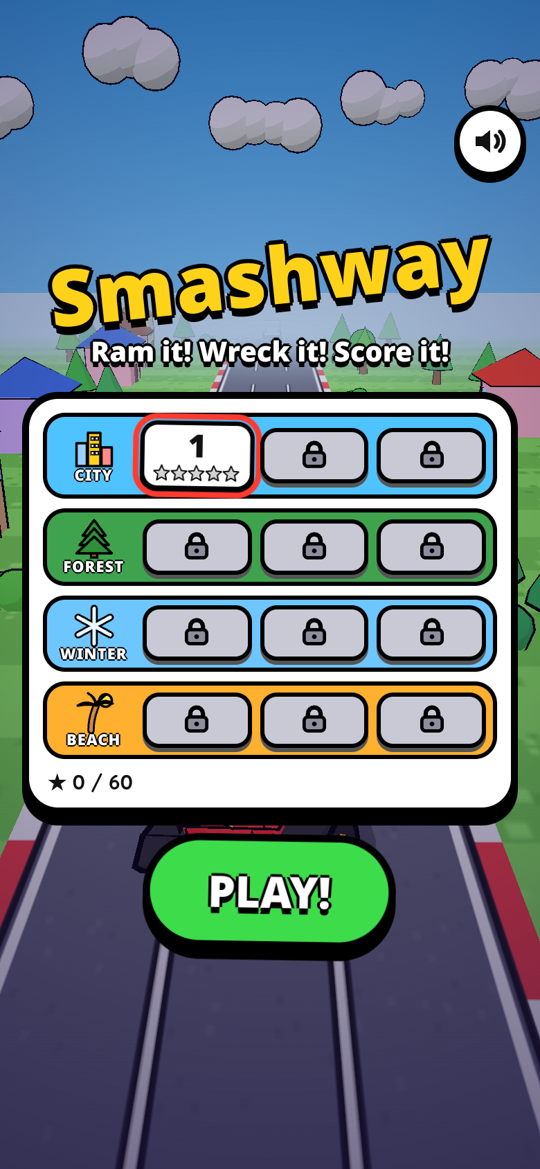 Smashway
Ram it! Wreck it! Score it!
1
CITY
FOREST
WINTER
BEACH
★ 0 / 60
PLAY!